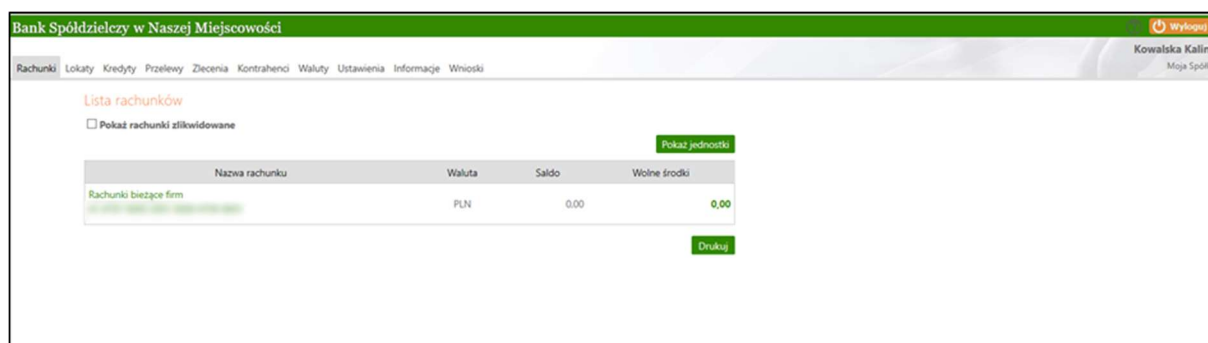 Bank Spółdzielczy w Naszej Miejscowości
Wyloguj
Kowalska Kalin
Moja Spół
Rachunki Lokaty Kredyty Przelewy Zlecenia Kontrahenci Waluty Ustawienia Informacje Wnioski
Lista rachunków
Pokaż rachunki zlikwidowane
Pokaż jednostki
Nazwa rachunku Waluta Saldo Wolne środki
Rachunki bieżące firm
PLN 0,00 0,00
Drukuj